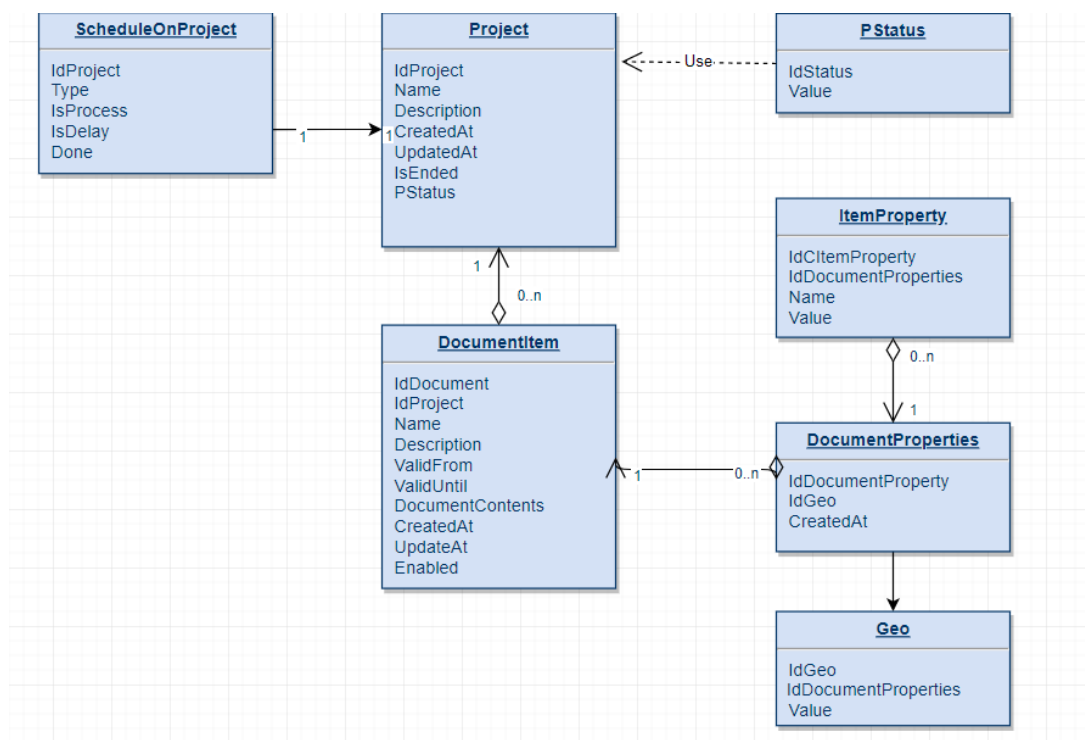 ScheduleOnProject
IdProject
Type
IsProcess
IsDelay
Done
1
1
Project
IdProject
Name
Description
CreatedAt
UpdatedAt
IsEnded
PStatus
Use
PStatus
IdStatus
Value
1
0..n
DocumentItem
IdDocument
IdProject
Name
Description
ValidFrom
ValidUntil
DocumentContents
CreatedAt
UpdateAt
Enabled
ItemProperty
IdCItemProperty
IdDocumentProperties
Name
Value
0..n
1
1
0..n
DocumentProperties
IdDocumentProperty
IdGeo
CreatedAt
Geo
IdGeo
IdDocumentProperties
Value